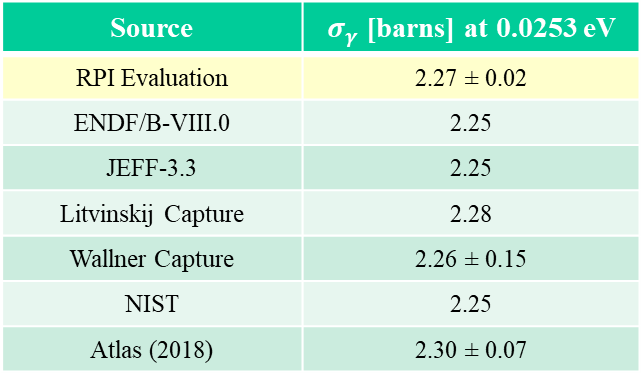 Source σγ [barns] at 0.0253 eV
RPI Evaluation 2.27 ± 0.02
ENDF/B-VIII.0 2.25
JEFF-3.3 2.25
Litvinskij Capture 2.28
Wallner Capture 2.26 ± 0.15
NIST 2.25
Atlas (2018) 2.30 ± 0.07